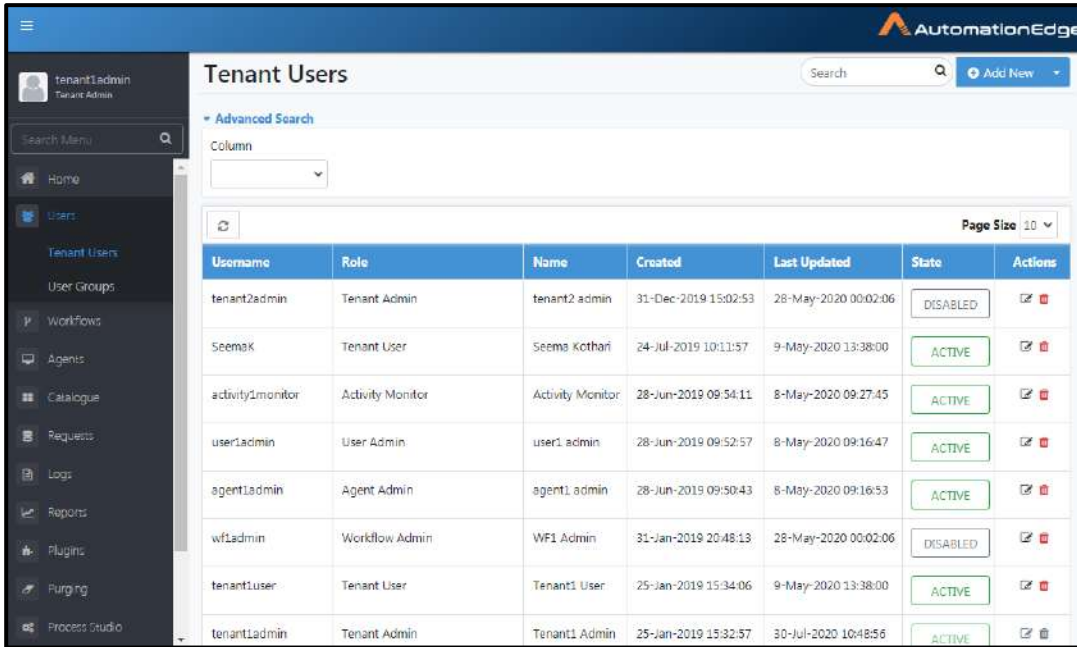 AutomationEdge
tenant1admin
Tenant Admin
Search Menu
Home
Users
Tenant Users
User Groups
Workflows
Agents
Catalogue
Requests
Logs
Reports
Plugins
Purging
Process Studio
Tenant Users
Search
Add New
Advanced Search
Column
Page Size 10
Username Role Name Created Last Updated State Actions
tenant2admin Tenant Admin tenant2 admin 31-Dec-2019 15:02:53 28-May-2020 00:02:06 DISABLED
SeemaK Tenant User Seema Kothari 24-Jul-2019 10:11:57 9-May-2020 13:38:00 ACTIVE
activity1monitor Activity Monitor Activity Monitor 28-Jun-2019 09:54:11 8-May-2020 09:27:45 ACTIVE
user1admin User Admin user1 admin 28-Jun-2019 09:52:57 8-May-2020 09:16:47 ACTIVE
agent1admin Agent Admin agent1 admin 28-Jun-2019 09:50:43 8-May-2020 09:16:53 ACTIVE
wf1admin Workflow Admin WF1 Admin 31-Jan-2019 20:48:13 28-May-2020 00:02:06 DISABLED
tenant1user Tenant User Tenant1 User 25-Jan-2019 15:34:06 9-May-2020 13:38:00 ACTIVE
tenant1admin Tenant Admin Tenant1 Admin 25-Jan-2019 15:32:57 30-Jul-2020 10:48:56 ACTIVE